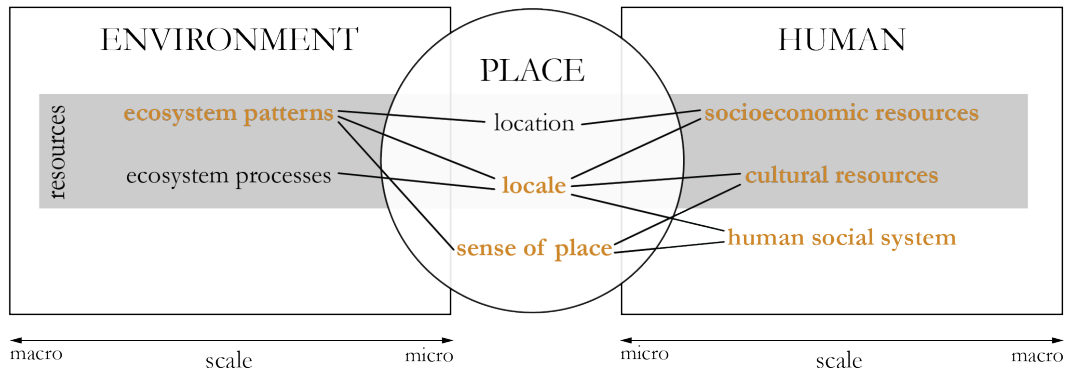 ENVIRONMENT
PLACE
HUMAN
resources
ecosystem patterns
location
socioeconomic resources
ecosystem processes
locale
cultural resources
sense of place
human social system
macro
scale
micro
micro
scale
macro